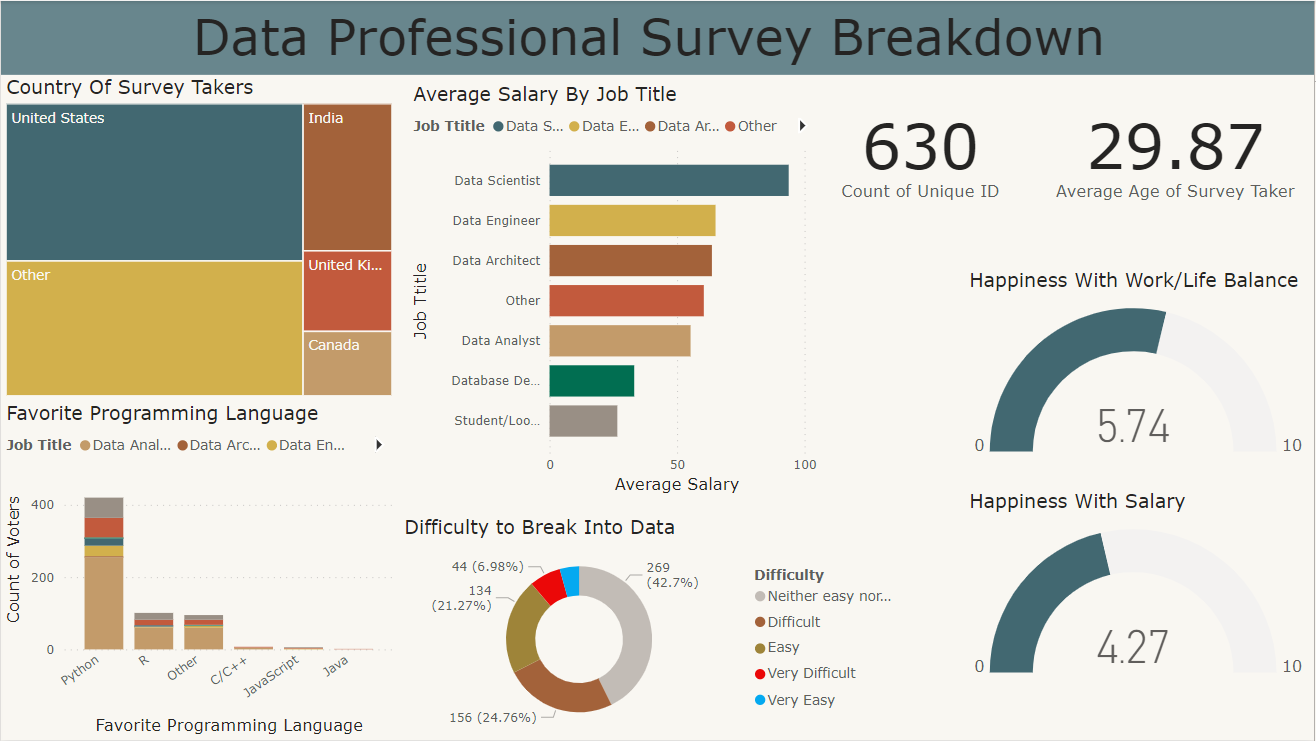 Data Professional Survey Breakdown
Country Of Survey Takers
United States
India
Other
United Ki...
Canada
Average Salary By Job Title
Job Ttitle Data S... Data E... Data Ar... Other
Job Ttitle
Data Scientist
Data Engineer
Data Architect
Other
Data Analyst
Database De...
Student/Loo...
0 50 100
Average Salary
630
Count of Unique ID
29.87
Average Age of Survey Taker
Happiness With Work/Life Balance
5.74
0 10
Happiness With Salary
4.27
0 10
Favorite Programming Language
Job Title Data Anal... Data Arc... Data En...
Count of Voters
400
200
0
Python R Other C/C++ JavaScript Java
Favorite Programming Language
Difficulty to Break Into Data
44 (6.98%)
134
(21.27%)
156 (24.76%)
269
(42.7%)
Difficulty
Neither easy nor...
Difficult
Easy
Very Difficult
Very Easy